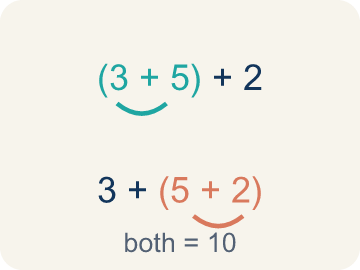 (3 + 5) + 2
3 + (5 + 2)
both = 10